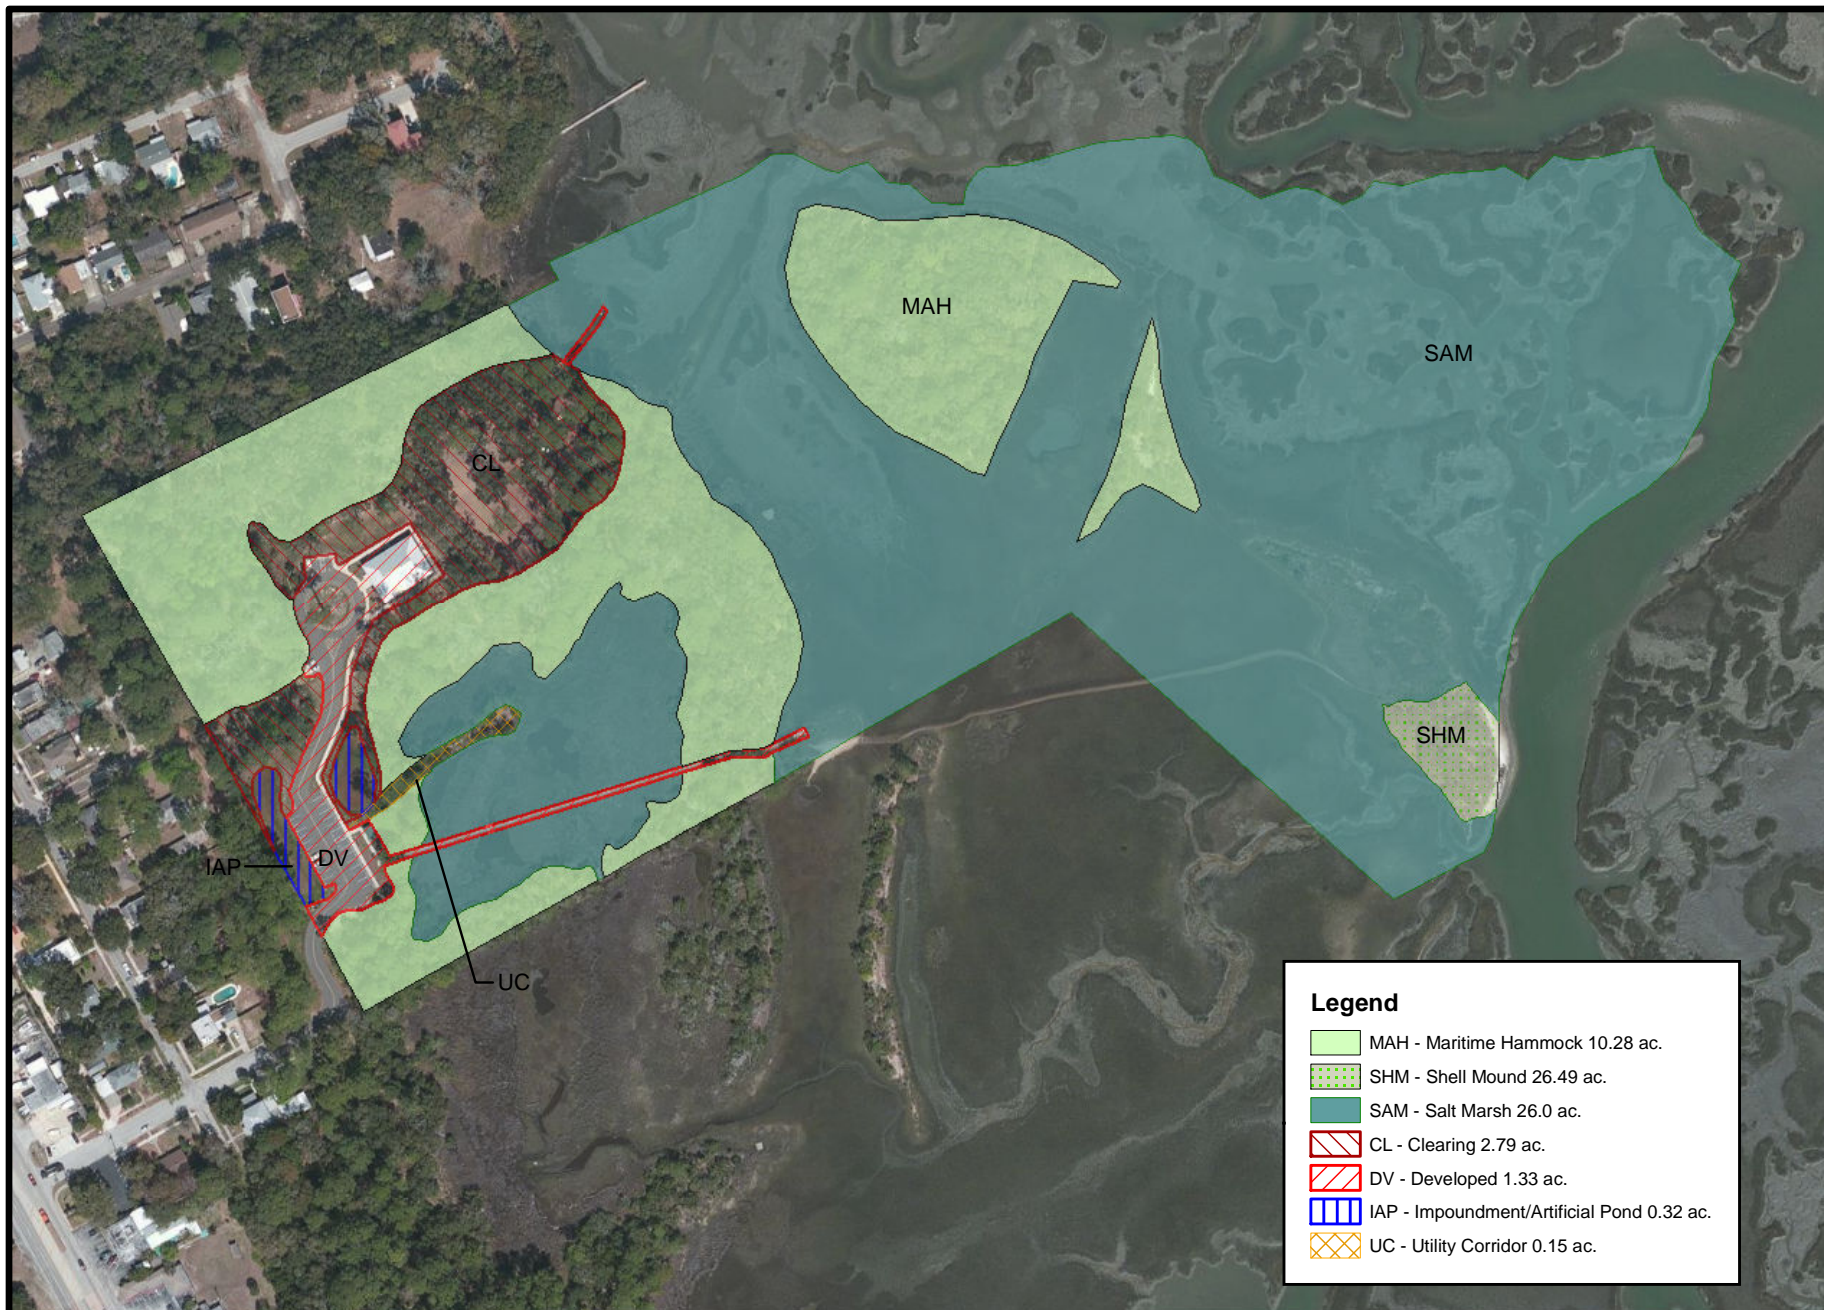 MAH
SAM
CL
SHM
DV
IAP
UC
Legend
MAH - Maritime Hammock 10.28 ac.
SHM - Shell Mound 26.49 ac.
SAM - Salt Marsh 26.0 ac.
CL - Clearing 2.79 ac.
DV - Developed 1.33 ac.
IAP - Impoundment/Artificial Pond 0.32 ac.
UC - Utility Corridor 0.15 ac.